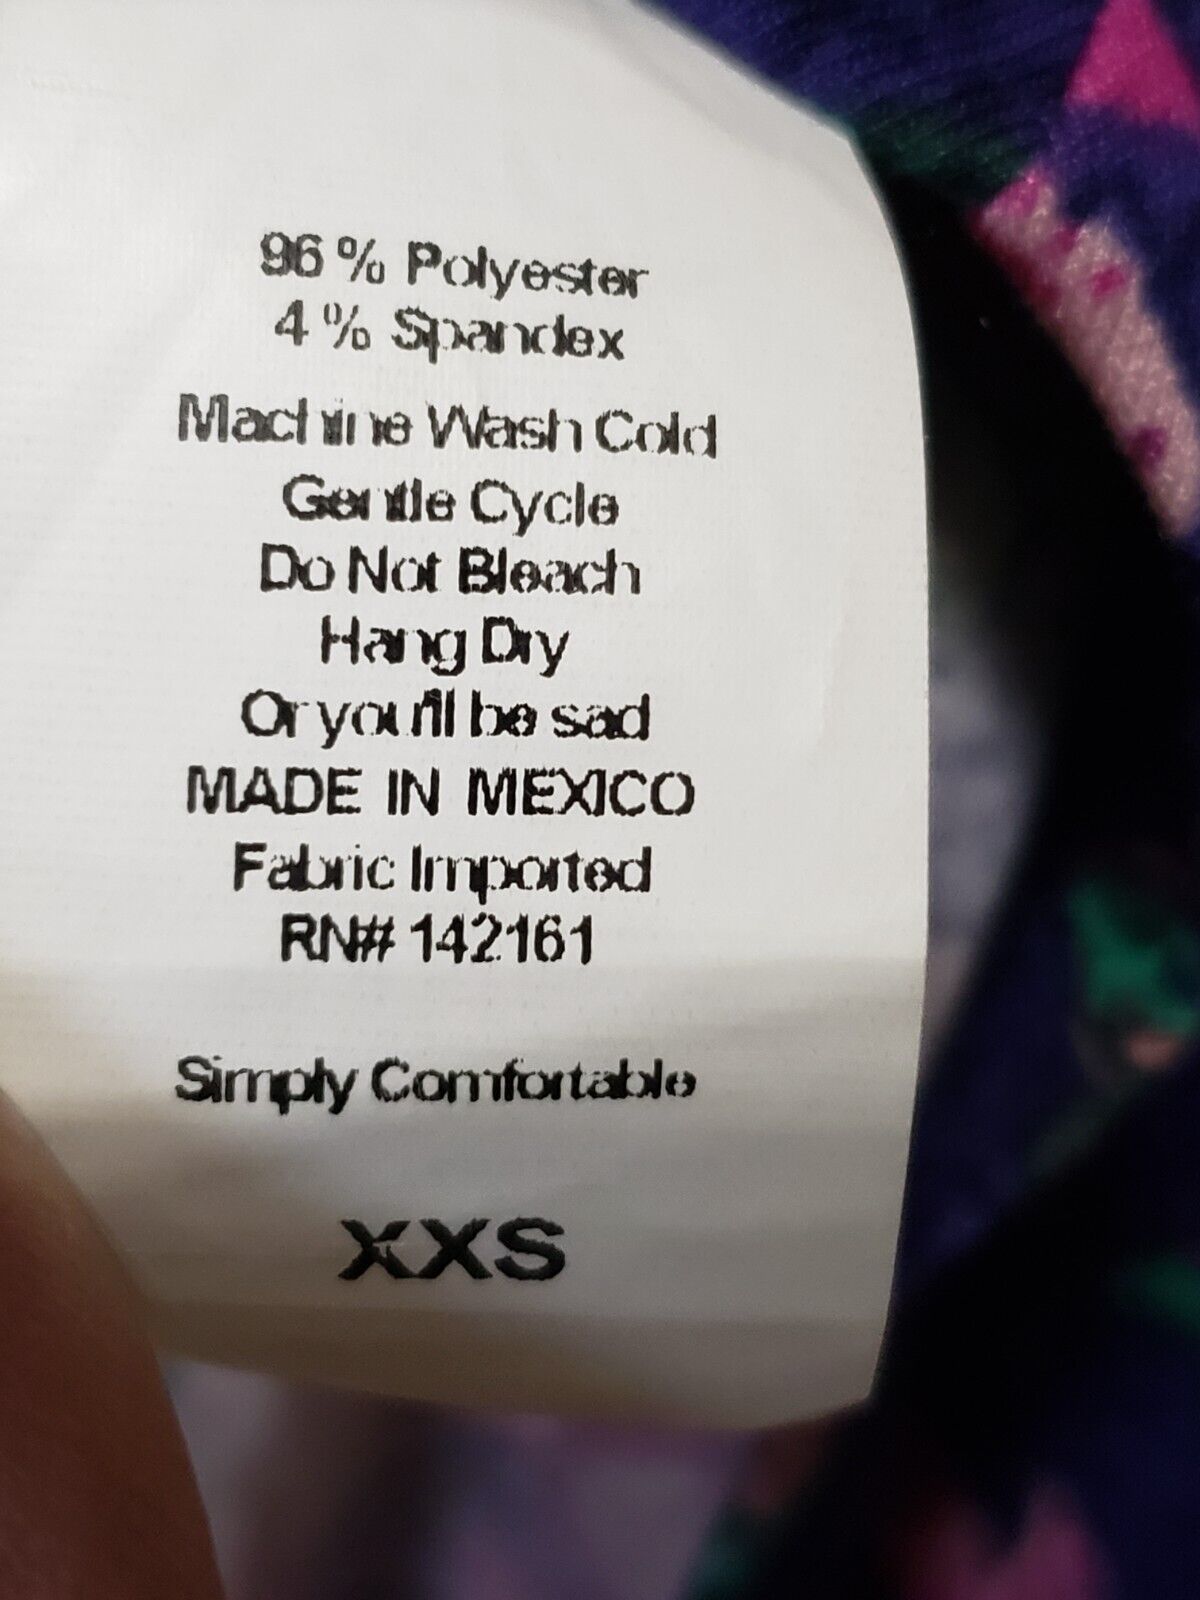 96 % Polyester
4 % Spandex
Machine Wash Cold
Gentle Cycle
Do Not Bleach
Hang Dry
Or you'll be sad
MADE IN MEXICO
Fabric Imported
RN# 142161
Simply Comfortable
XXS